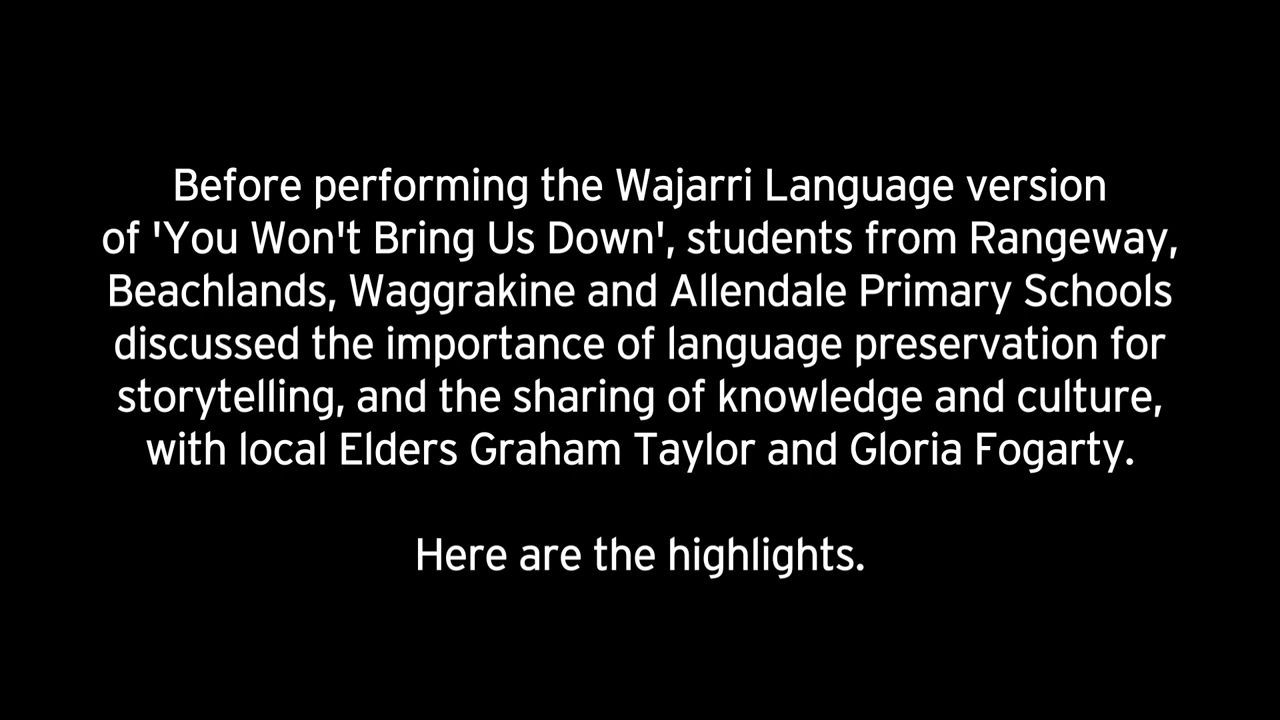 Before performing the Wajarri Language version
of 'You Won't Bring Us Down', students from Rangeway,
Beachlands, Waggrakine and Allendale Primary Schools
discussed the importance of language preservation for
storytelling, and the sharing of knowledge and culture,
with local Elders Graham Taylor and Gloria Fogarty.
Here are the highlights.